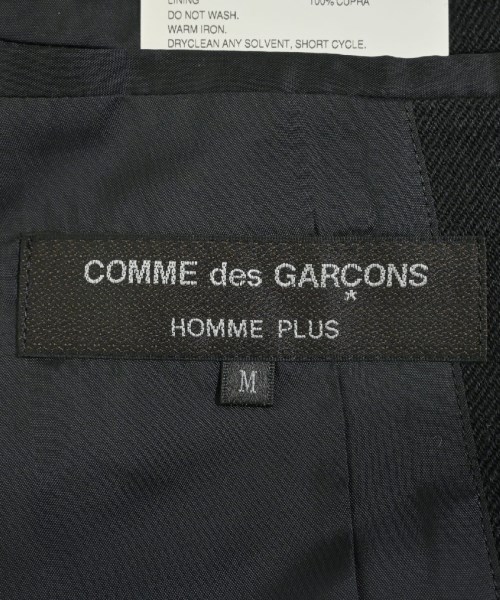 LINING 100% CUPRA
DO NOT WASH.
WARM IRON.
DRYCLEAN ANY SOLVENT, SHORT CYCLE.
COMME des GARÇONS
HOMME PLUS
M